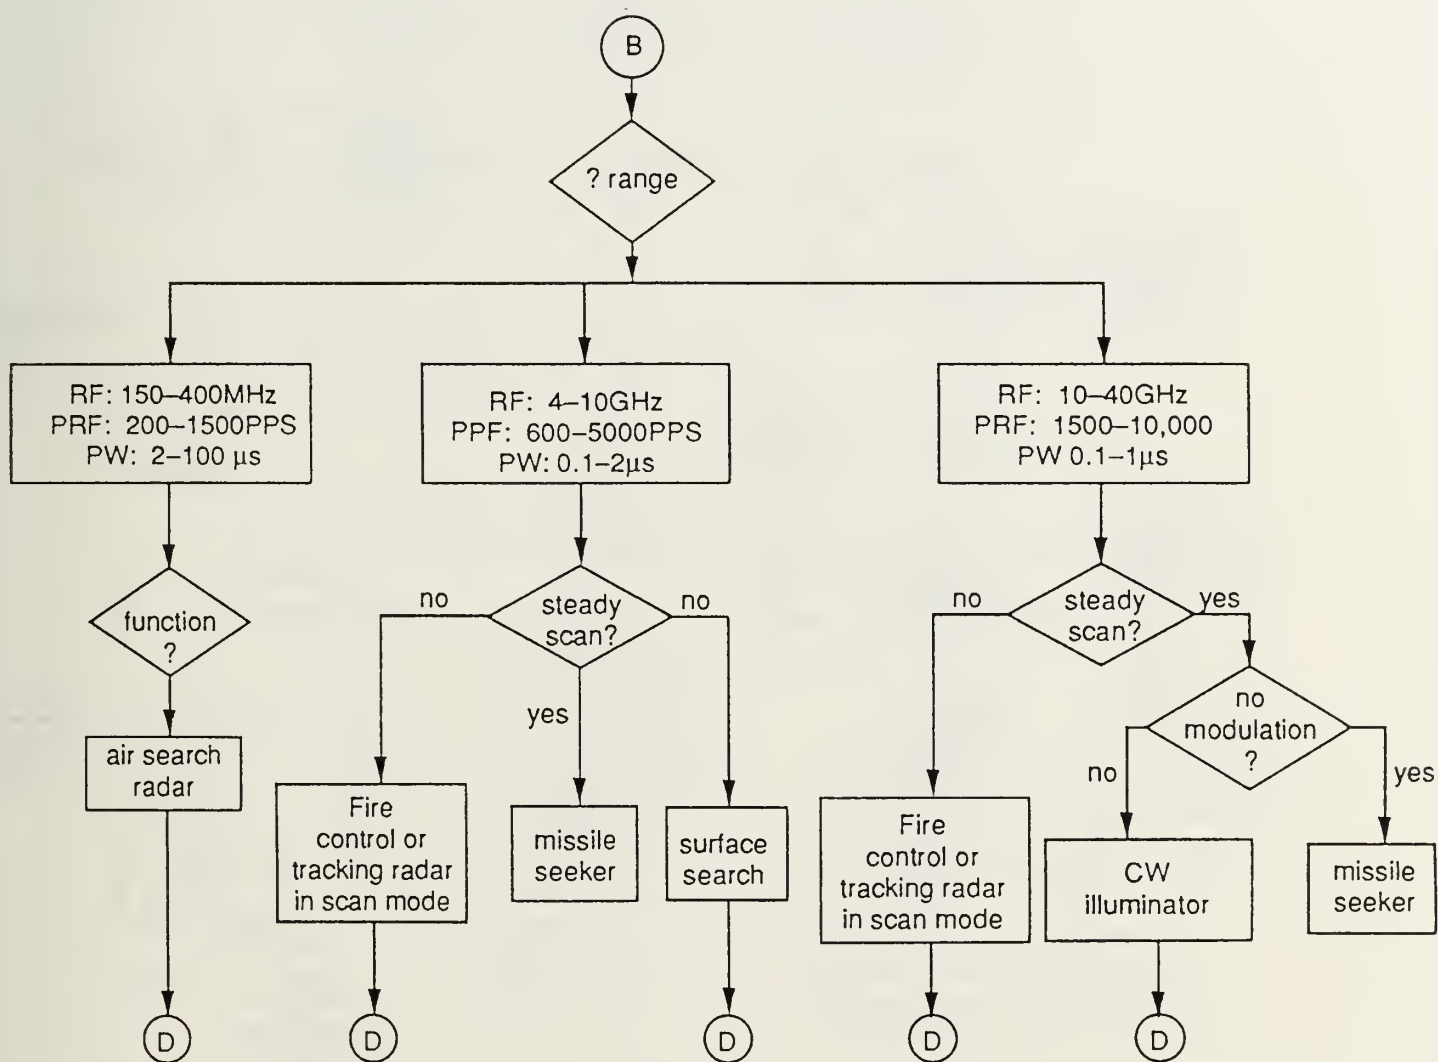 B
? range
RF: 150–400MHz
PRF: 200–1500PPS
PW: 2–100 µs
RF: 4–10GHz
PPF: 600–5000PPS
PW: 0.1–2µs
RF: 10–40GHz
PRF: 1500–10,000
PW 0.1–1µs
function
?
no
steady
scan?
no
yes
no
steady
scan?
yes
no
modulation
?
no
yes
air search
radar
Fire
control or
tracking radar
in scan mode
missile
seeker
surface
search
Fire
control or
tracking radar
in scan mode
CW
illuminator
missile
seeker
D
D
D
D
D